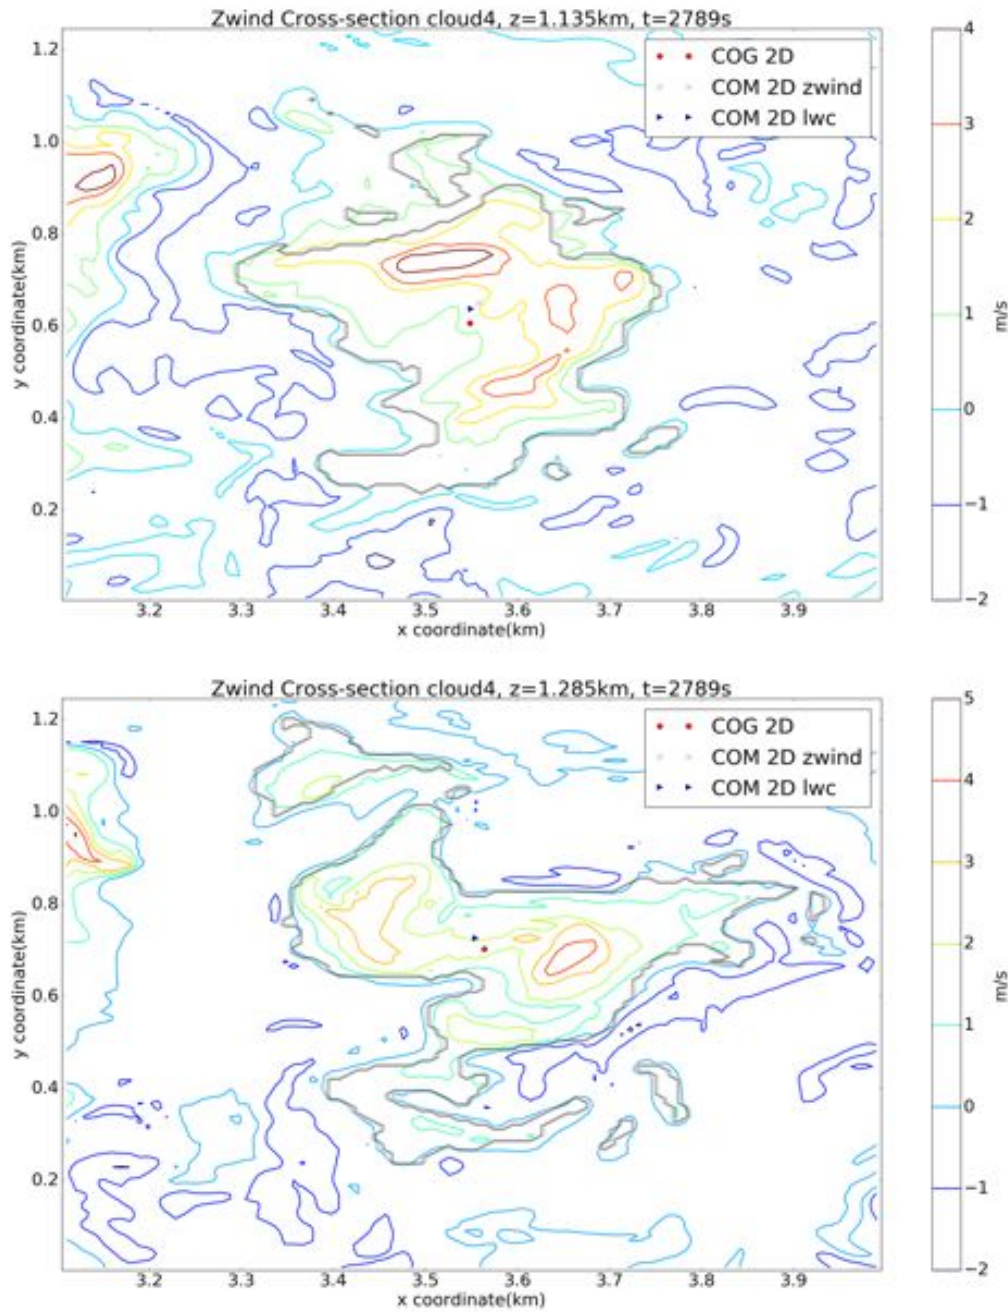 Zwind Cross-section cloud4, z=1.135km, t=2789s
COG 2D
COM 2D zwind
COM 2D lwc
y coordinate(km)
1.2
1.0
0.8
0.6
0.4
0.2
3.2 3.3 3.4 3.5 3.6 3.7 3.8 3.9
x coordinate(km)
4
3
2
1
0
−1
−2
m/s
Zwind Cross-section cloud4, z=1.285km, t=2789s
COG 2D
COM 2D zwind
COM 2D lwc
y coordinate(km)
1.2
1.0
0.8
0.6
0.4
0.2
3.2 3.3 3.4 3.5 3.6 3.7 3.8 3.9
x coordinate(km)
5
4
3
2
1
0
−1
−2
m/s